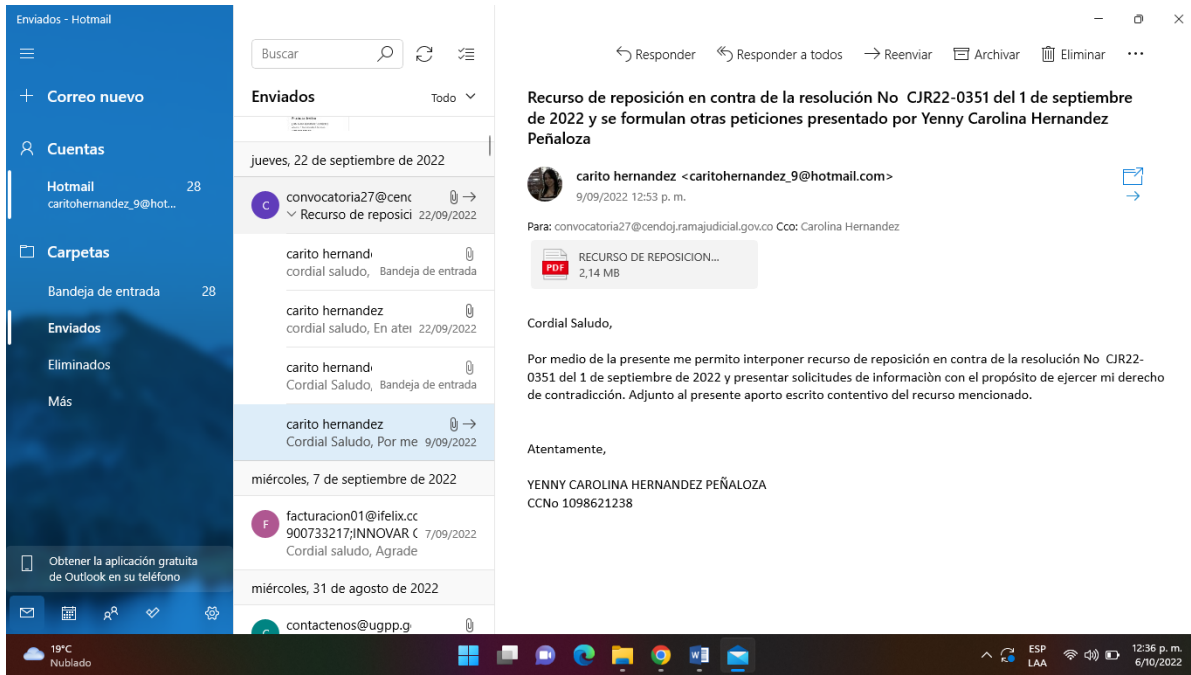 Enviados - Hotmail
Correo nuevo
Cuentas
Hotmail 28
caritohernandez_9@hot...
Carpetas
Bandeja de entrada 28
Enviados
Eliminados
Más
Obtener la aplicación gratuita
de Outlook en su teléfono
Buscar
Enviados Todo
jueves, 22 de septiembre de 2022
C
convocatoria27@cenc
Recurso de reposici 22/09/2022
carito hernand
cordial saludo, Bandeja de entrada
carito hernandez
cordial saludo, En ater 22/09/2022
carito hernand
Cordial Saludo, Bandeja de entrada
carito hernandez
Cordial Saludo, Por me 9/09/2022
miércoles, 7 de septiembre de 2022
F
facturacion01@ifelix.cc
900733217;INNOVAR C 7/09/2022
Cordial saludo, Agrade
miércoles, 31 de agosto de 2022
contactenos@ugpp.g
Responder Responder a todos Reenviar Archivar Eliminar
Recurso de reposición en contra de la resolución No CJR22-0351 del 1 de septiembre
de 2022 y se formulan otras peticiones presentado por Yenny Carolina Hernandez
Peñaloza
carito hernandez <caritohernandez_9@hotmail.com>
9/09/2022 12:53 p. m.
Para: convocatoria27@cendoj.ramajudicial.gov.co Cco: Carolina Hernandez
PDF
RECURSO DE REPOSICION...
2,14 MB
Cordial Saludo,
Por medio de la presente me permito interponer recurso de reposición en contra de la resolución No CJR22-
0351 del 1 de septiembre de 2022 y presentar solicitudes de informaciòn con el propósito de ejercer mi derecho
de contradicción. Adjunto al presente aporto escrito contentivo del recurso mencionado.
Atentamente,
YENNY CAROLINA HERNANDEZ PEÑALOZA
CCNo 1098621238
19°C
Nublado
ESP
LAA
12:36 p. m.
6/10/2022